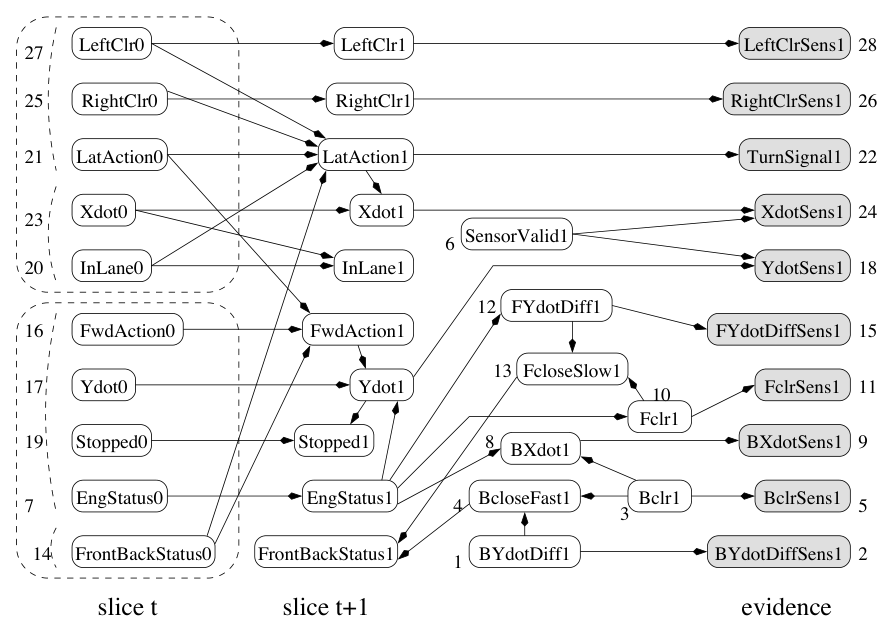 27 LeftClr0 LeftClr1 LeftClrSens1 28
25 RightClr0 RightClr1 RightClrSens1 26
21 LatAction0 LatAction1 TurnSignal1 22
23 Xdot0 Xdot1 XdotSens1 24
6 SensorValid1
20 InLane0 InLane1 YdotSens1 18
12 FYdotDiff1
16 FwdAction0 FwdAction1 FYdotDiffSens1 15
13 FcloseSlow1
17 Ydot0 Ydot1 FclrSens1 11
10 Fclr1
19 Stopped0 Stopped1 8 BXdot1 BXdotSens1 9
7 EngStatus0 EngStatus1 4 BcloseFast1 3 Bclr1 BclrSens1 5
14 FrontBackStatus0 FrontBackStatus1 1 BYdotDiff1 BYdotDiffSens1 2
slice t slice t+1 evidence